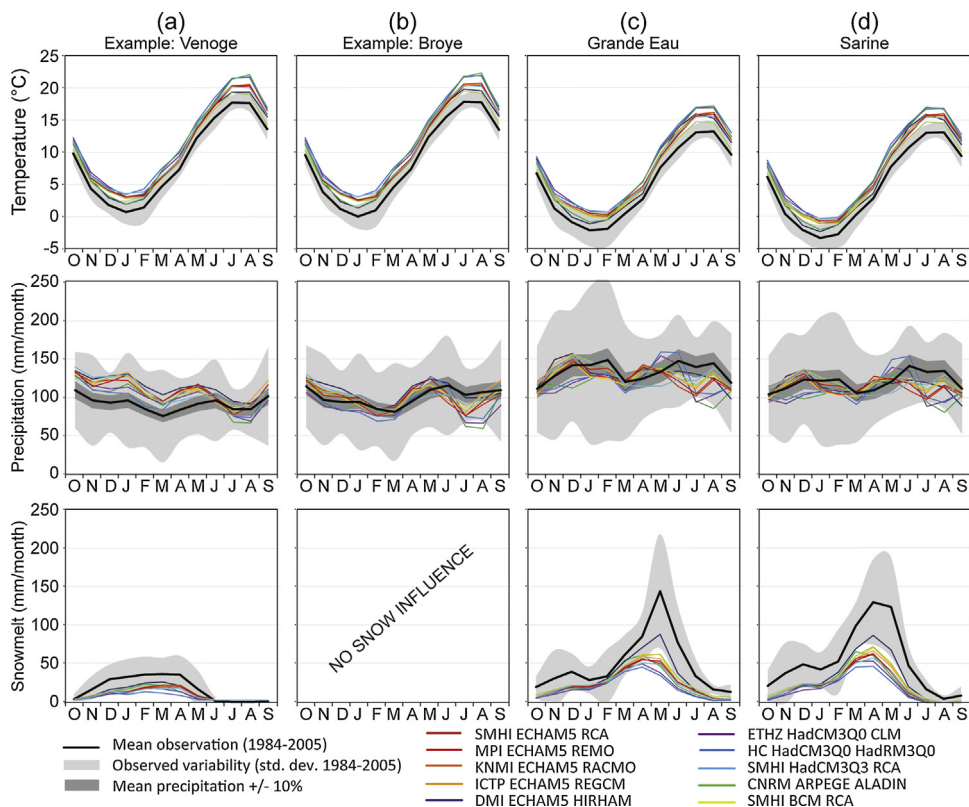 (a) (b) (c) (d)
Example: Venoge Example: Broye Grande Eau Sarine
Temperature (°C)
25
20
15
10
5
0
-5
O N D J F M A M J J A S O N D J F M A M J J A S O N D J F M A M J J A S O N D J F M A M J J A S
Precipitation (mm/month)
250
200
150
100
50
0
O N D J F M A M J J A S O N D J F M A M J J A S O N D J F M A M J J A S O N D J F M A M J J A S
Snowmelt (mm/month)
250
200
150
100
50
0
NO SNOW INFLUENCE
Mean observation (1984-2005)
Observed variability (std. dev. 1984-2005)
Mean precipitation +/- 10%
SMHI ECHAM5 RCA
MPI ECHAM5 REMO
KNMI ECHAM5 RACMO
ICTP ECHAM5 REGCM
DMI ECHAM5 HIRHAM
ETHZ HadCM3Q0 CLM
HC HadCM3Q0 HadRM3Q0
SMHI HadCM3Q3 RCA
CNRM ARPEGE ALADIN
SMHI BCM RCA